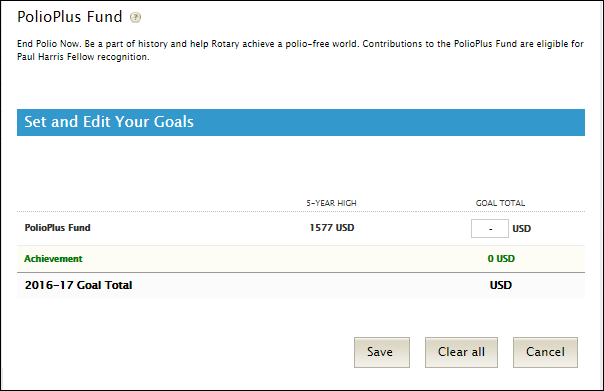 PolioPlus Fund ?
End Polio Now. Be a part of history and help Rotary achieve a polio-free world. Contributions to the PolioPlus Fund are eligible for
Paul Harris Fellow recognition.
Set and Edit Your Goals
5-YEAR HIGH GOAL TOTAL
PolioPlus Fund 1577 USD - USD
Achievement 0 USD
2016-17 Goal Total USD
Save Clear all Cancel